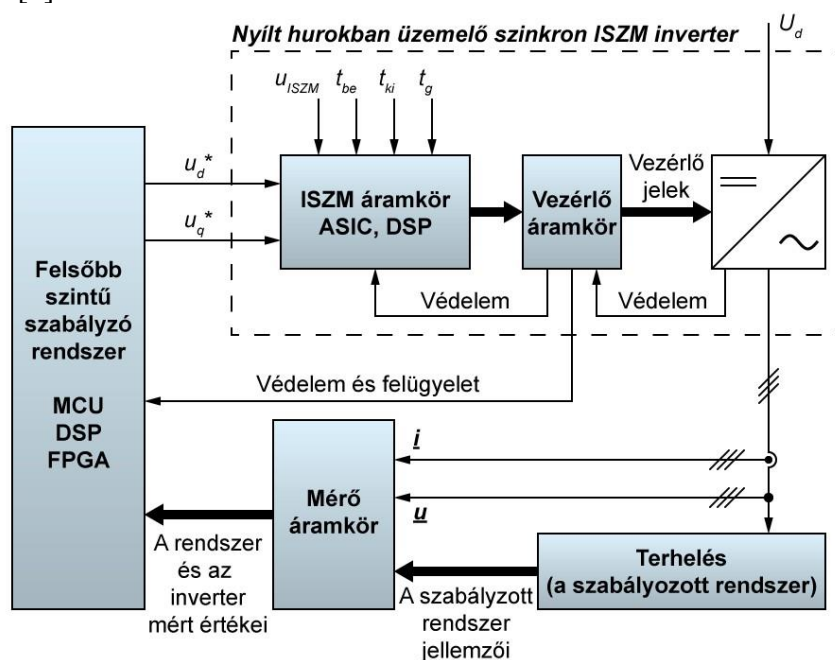 Nyílt hurokban üzemelő szinkron ISZM inverter
U_d
u_ISZM t_be t_ki t_g
u_d*
u_q*
ISZM áramkör
ASIC, DSP
Vezérlő
áramkör
Vezérlő
jelek
Védelem
Védelem
Felsőbb
szintű
szabályzó
rendszer
MCU
DSP
FPGA
Védelem és felügyelet
i
u
Mérő
áramkör
A rendszer
és az
inverter
mért értékei
Terhelés
(a szabályozott rendszer)
A szabályzott
rendszer
jellemzői